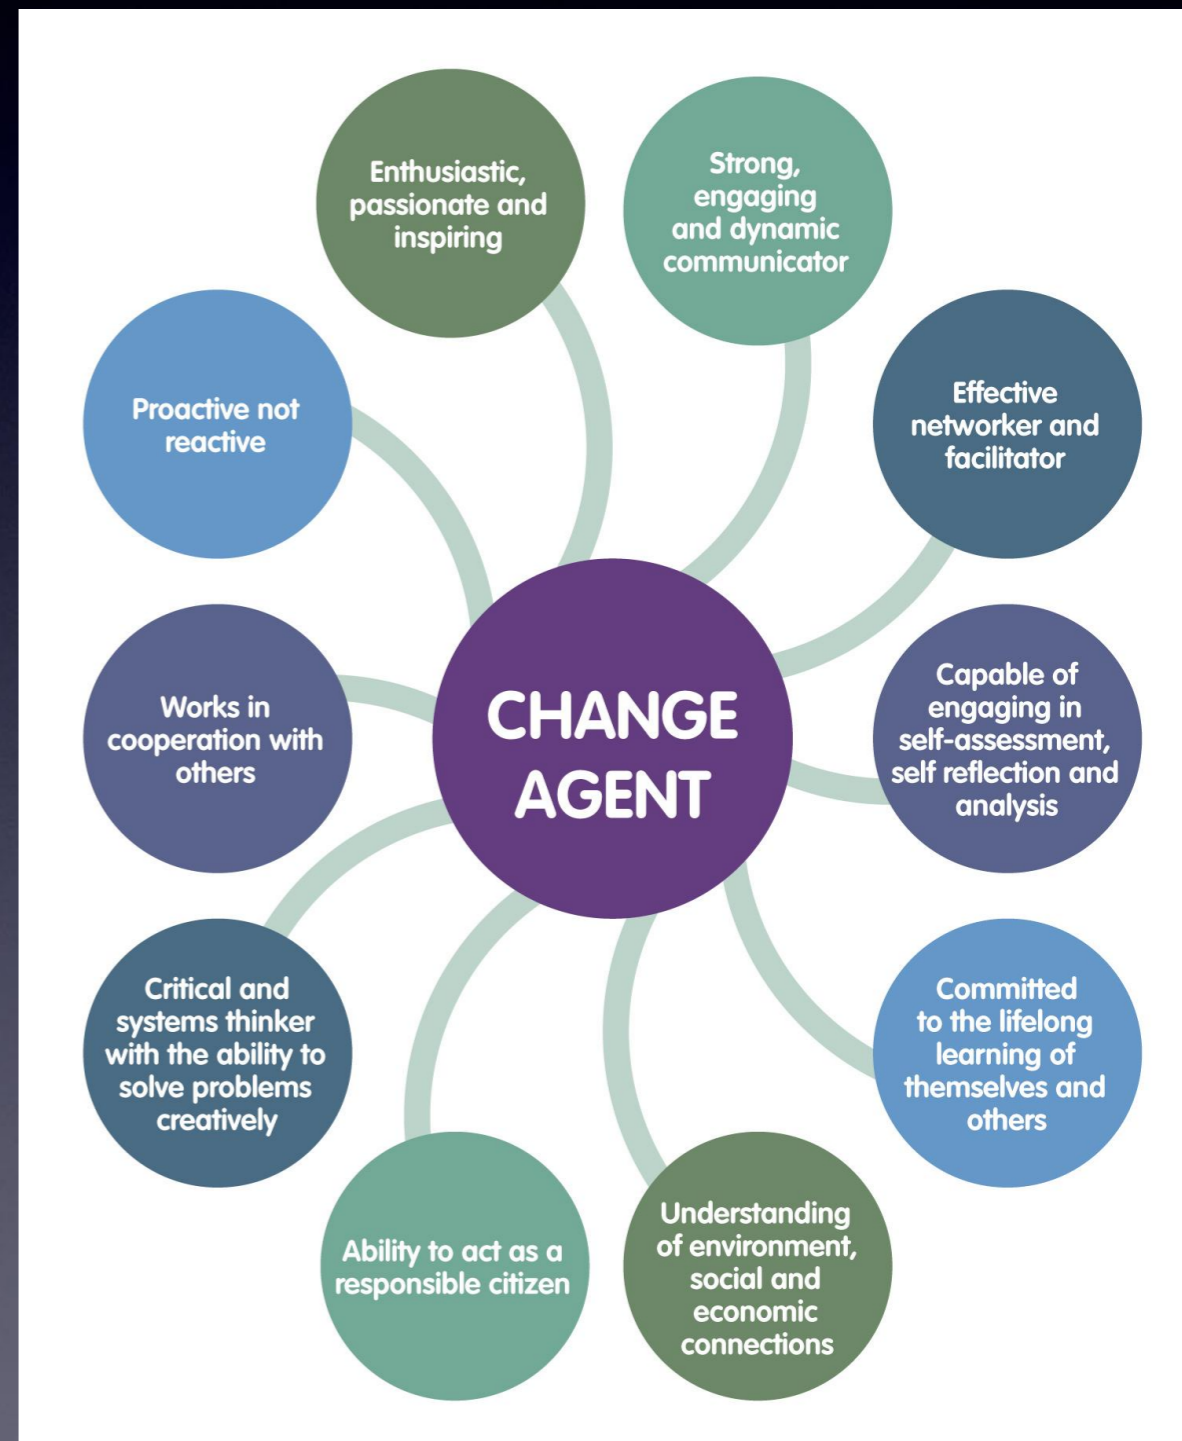 Enthusiastic,
passionate and
inspiring
Strong,
engaging
and dynamic
communicator
Effective
networker and
facilitator
Capable of
engaging in
self-assessment,
self reflection and
analysis
Committed
to the lifelong
learning of
themselves and
others
Understanding
of environment,
social and
economic
connections
Ability to act as a
responsible citizen
Critical and
systems thinker
with the ability to
solve problems
creatively
Works in
cooperation with
others
Proactive not
reactive
CHANGE
AGENT